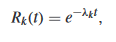 Rₖ(t) = e^{−λₖt},